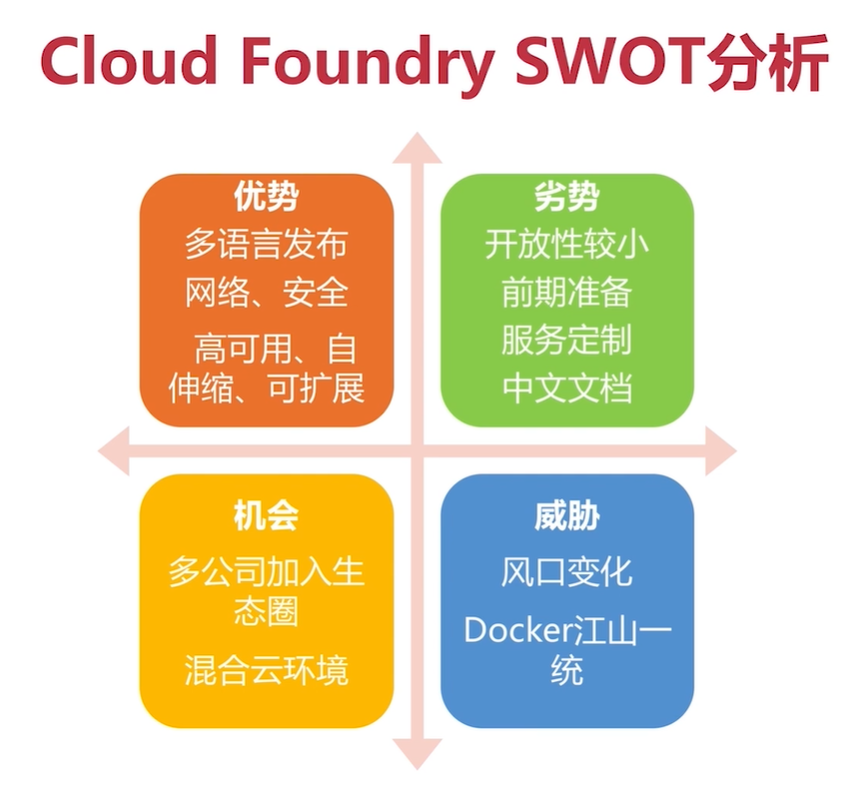 Cloud Foundry SWOT分析
优势
多语言发布
网络、安全
高可用、自
伸缩、可扩展
劣势
开放性较小
前期准备
服务定制
中文文档
机会
多公司加入生
态圈
混合云环境
威胁
风口变化
Docker江山一
统